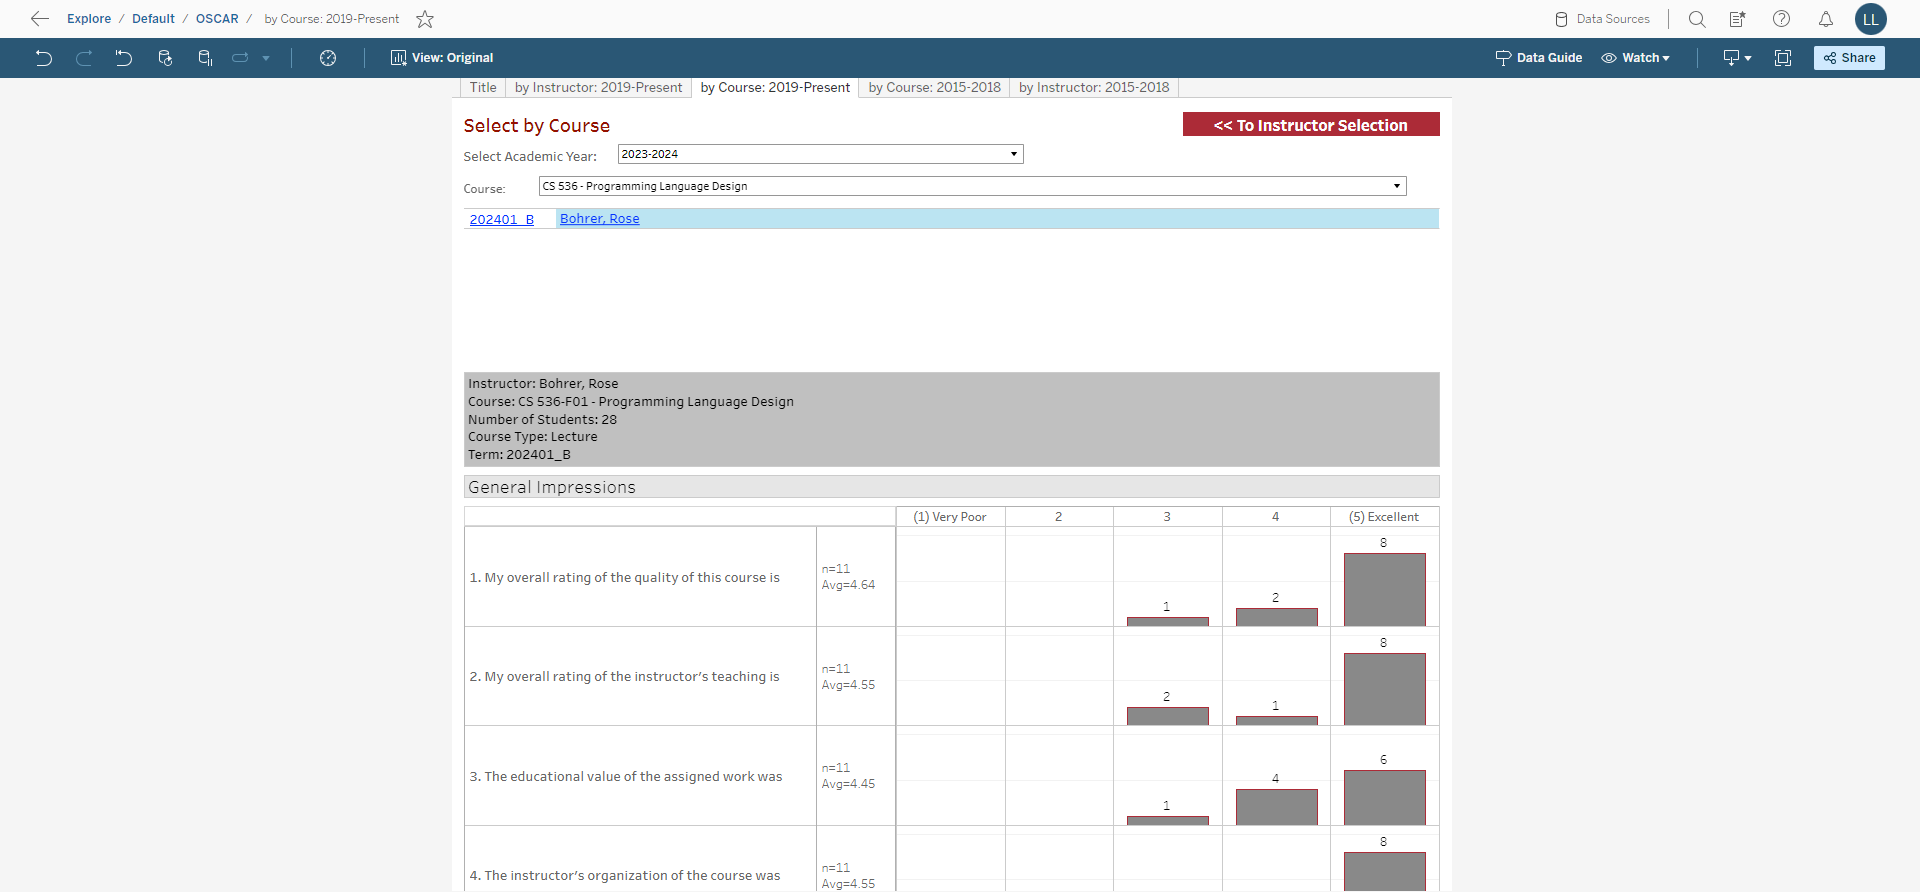 Explore / Default / OSCAR / by Course: 2019-Present
Data Sources
LL
View: Original
Data Guide
Watch
Share
Title
by Instructor: 2019-Present
by Course: 2019-Present
by Course: 2015-2018
by Instructor: 2015-2018
Select by Course
<< To Instructor Selection
Select Academic Year:
2023-2024
Course:
CS 536 - Programming Language Design
202401_B
Bohrer, Rose
Instructor: Bohrer, Rose
Course: CS 536-F01 - Programming Language Design
Number of Students: 28
Course Type: Lecture
Term: 202401_B
General Impressions
(1) Very Poor
2
3
4
(5) Excellent
1. My overall rating of the quality of this course is
n=11
Avg=4.64
1
2
8
2. My overall rating of the instructor's teaching is
n=11
Avg=4.55
2
1
8
3. The educational value of the assigned work was
n=11
Avg=4.45
1
4
6
4. The instructor's organization of the course was
n=11
Avg=4.55
8